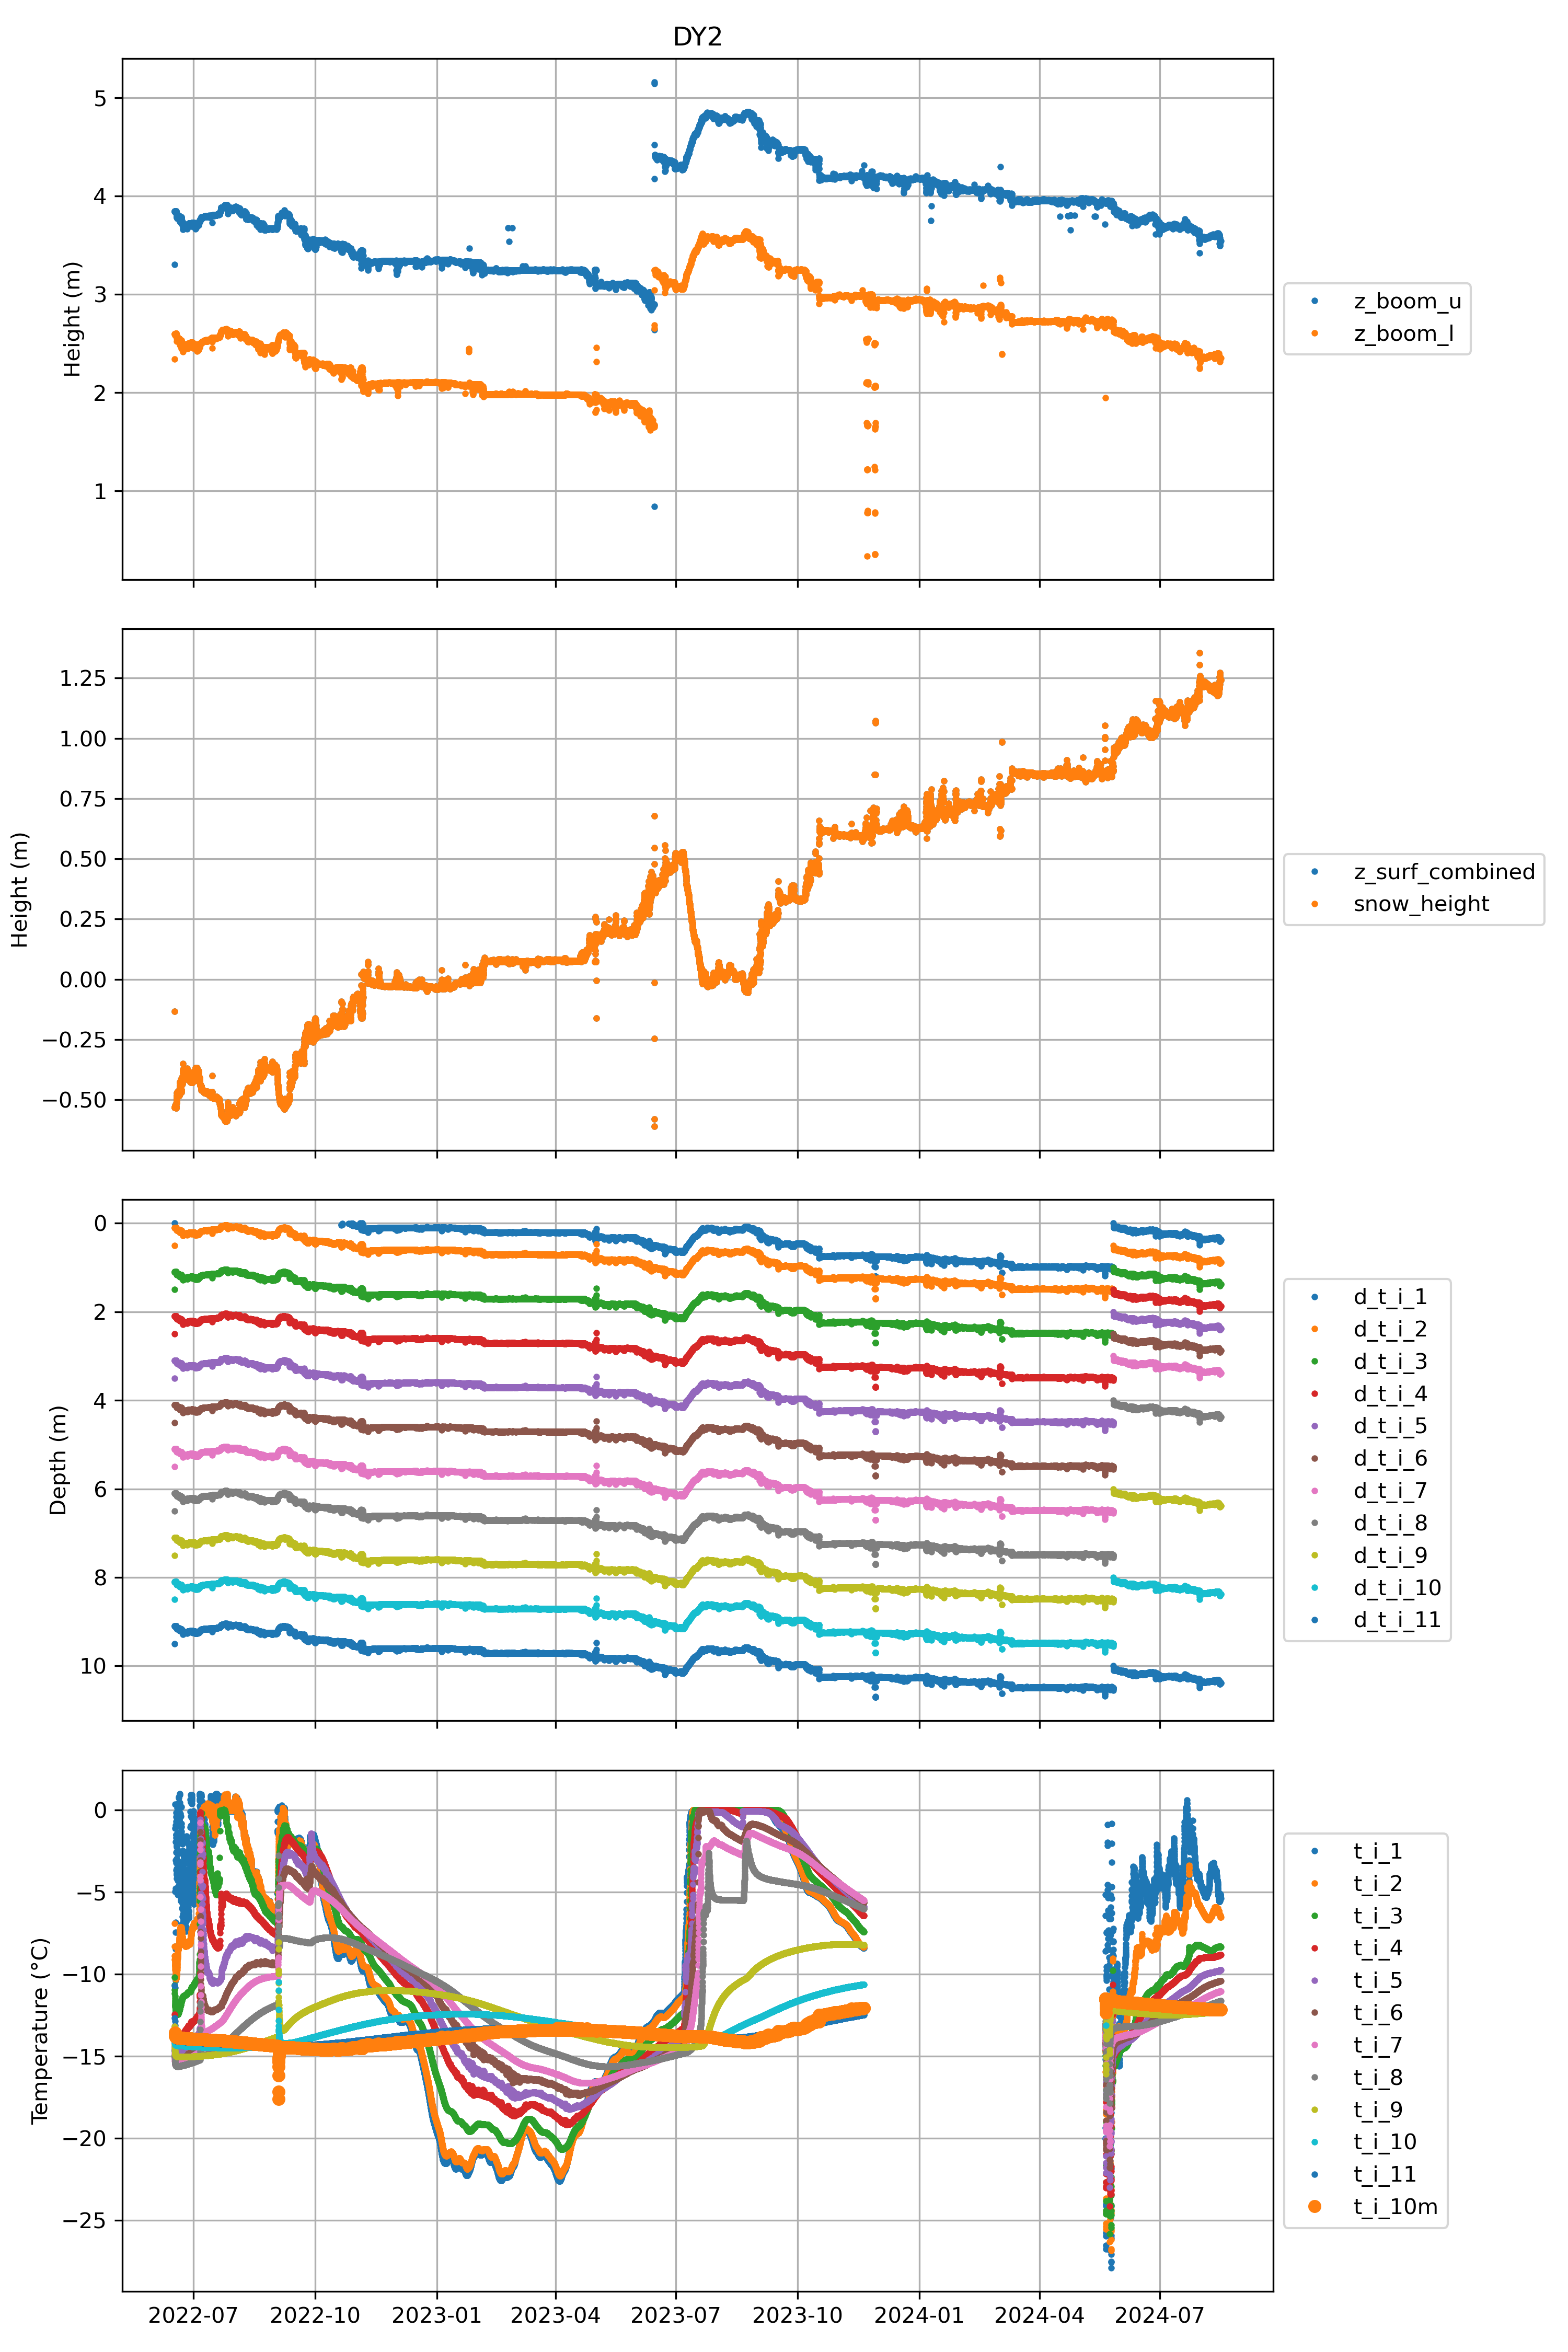 DY2
5
4
3
2
1
Height (m)
z_boom_u
z_boom_l
1.25
1.00
0.75
0.50
0.25
0.00
−0.25
−0.50
Height (m)
z_surf_combined
snow_height
0
2
4
6
8
10
Depth (m)
d_t_i_1
d_t_i_2
d_t_i_3
d_t_i_4
d_t_i_5
d_t_i_6
d_t_i_7
d_t_i_8
d_t_i_9
d_t_i_10
d_t_i_11
0
−5
−10
−15
−20
−25
Temperature (°C)
t_i_1
t_i_2
t_i_3
t_i_4
t_i_5
t_i_6
t_i_7
t_i_8
t_i_9
t_i_10
t_i_11
t_i_10m
2022-07 2022-10 2023-01 2023-04 2023-07 2023-10 2024-01 2024-04 2024-07